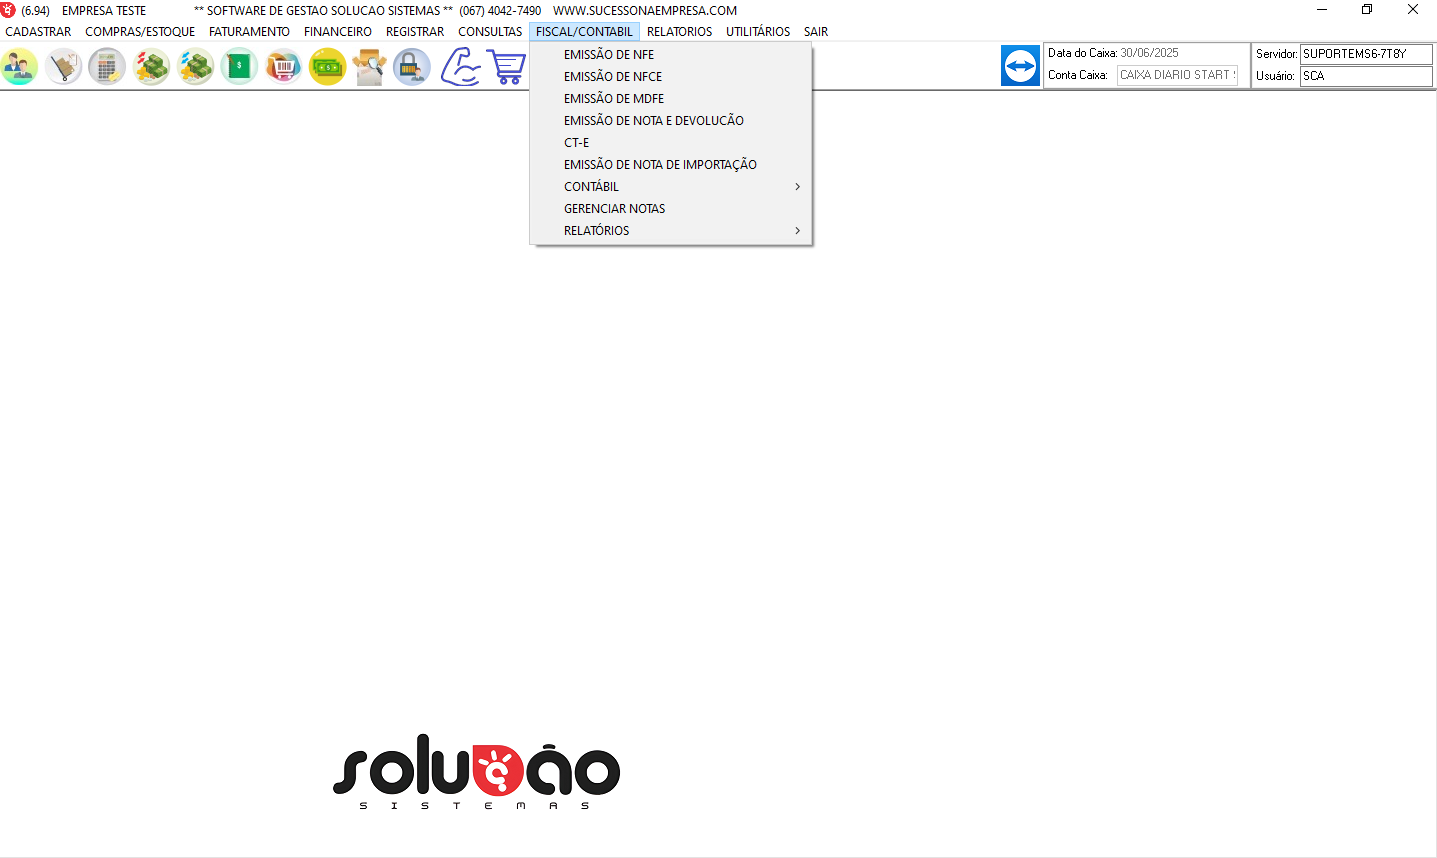 (6.94) EMPRESA TESTE ** SOFTWARE DE GESTAO SOLUCAO SISTEMAS ** (067) 4042-7490 WWW.SUCESSONAEMPRESA.COM
CADASTRAR COMPRAS/ESTOQUE FATURAMENTO FINANCEIRO REGISTRAR CONSULTAS FISCAL/CONTABIL RELATORIOS UTILITÁRIOS SAIR
Data do Caixa: 30/06/2025
Conta Caixa: CAIXA DIARIO START
Servidor: SUPORTEMS6-7T8Y
Usuário: SCA
EMISSÃO DE NFE
EMISSÃO DE NFCE
EMISSÃO DE MDFE
EMISSÃO DE NOTA E DEVOLUCÃO
CT-E
EMISSÃO DE NOTA DE IMPORTAÇÃO
CONTÁBIL
GERENCIAR NOTAS
RELATÓRIOS
solução
SISTEMAS